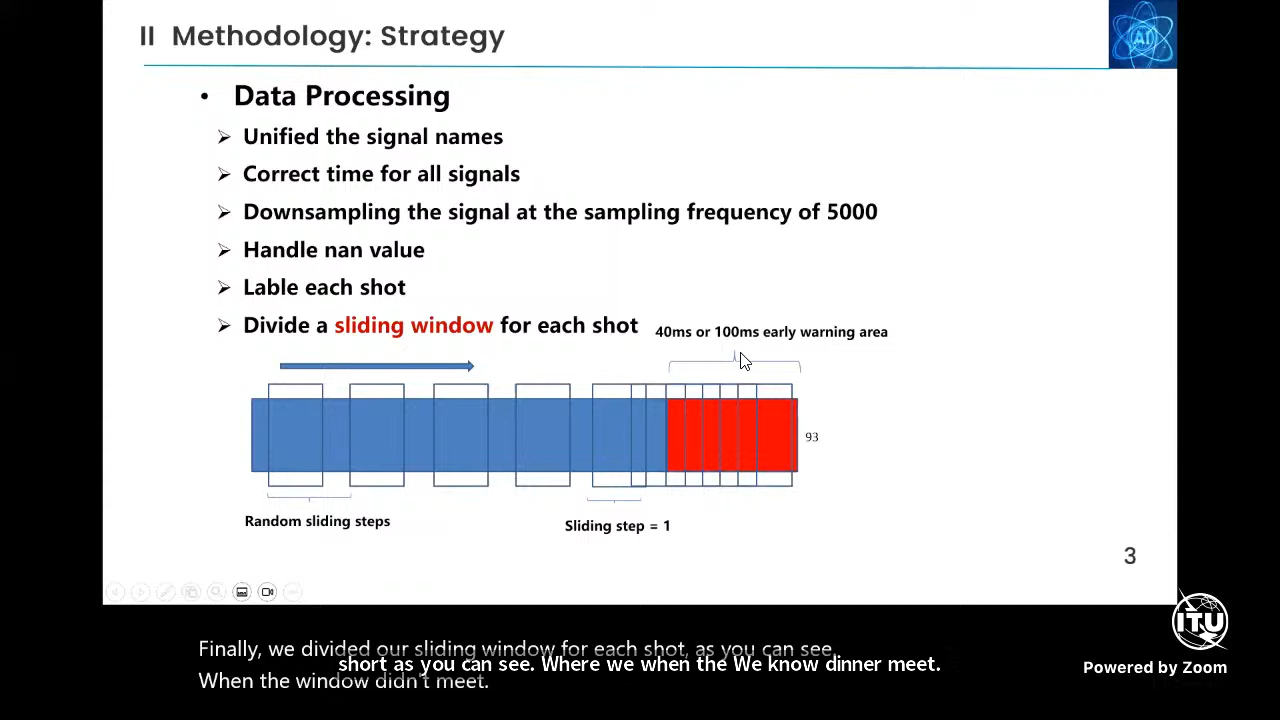 II Methodology: Strategy
AI
• Data Processing
➢ Unified the signal names
➢ Correct time for all signals
➢ Downsampling the signal at the sampling frequency of 5000
➢ Handle nan value
➢ Lable each shot
➢ Divide a sliding window for each shot
40ms or 100ms early warning area
93
Random sliding steps
Sliding step = 1
3
ITU
Powered by Zoom
Finally, we divided our sliding window for each shot, as you can see,
short as you can see. Where we when the We know dinner meet.
When the window didn't meet.